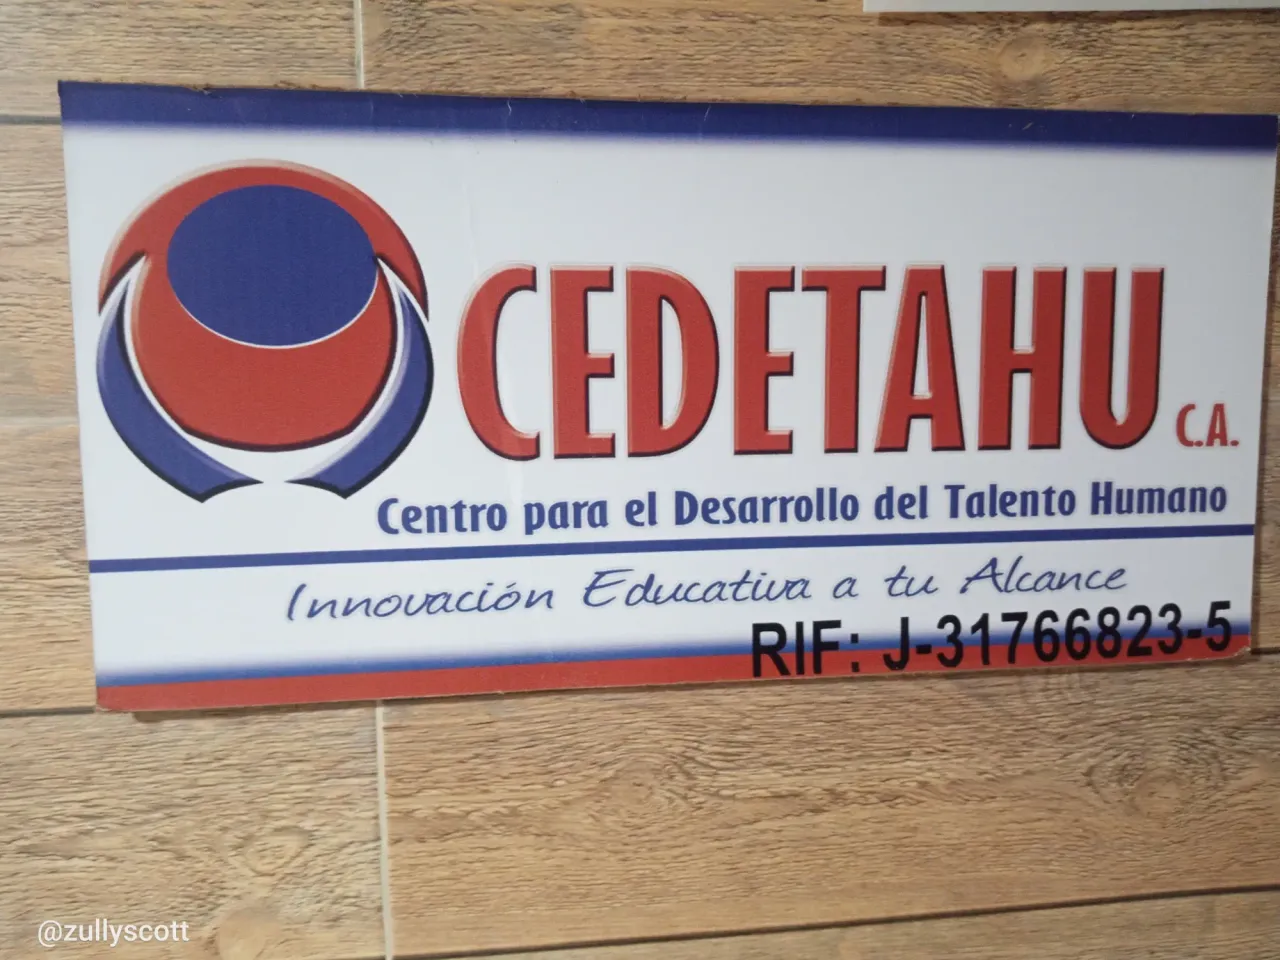 CEDETAHU C.A.
Centro para el Desarrollo del Talento Humano
Innovación Educativa a tu Alcance
RIF: J-31766823-5
@zullyscott